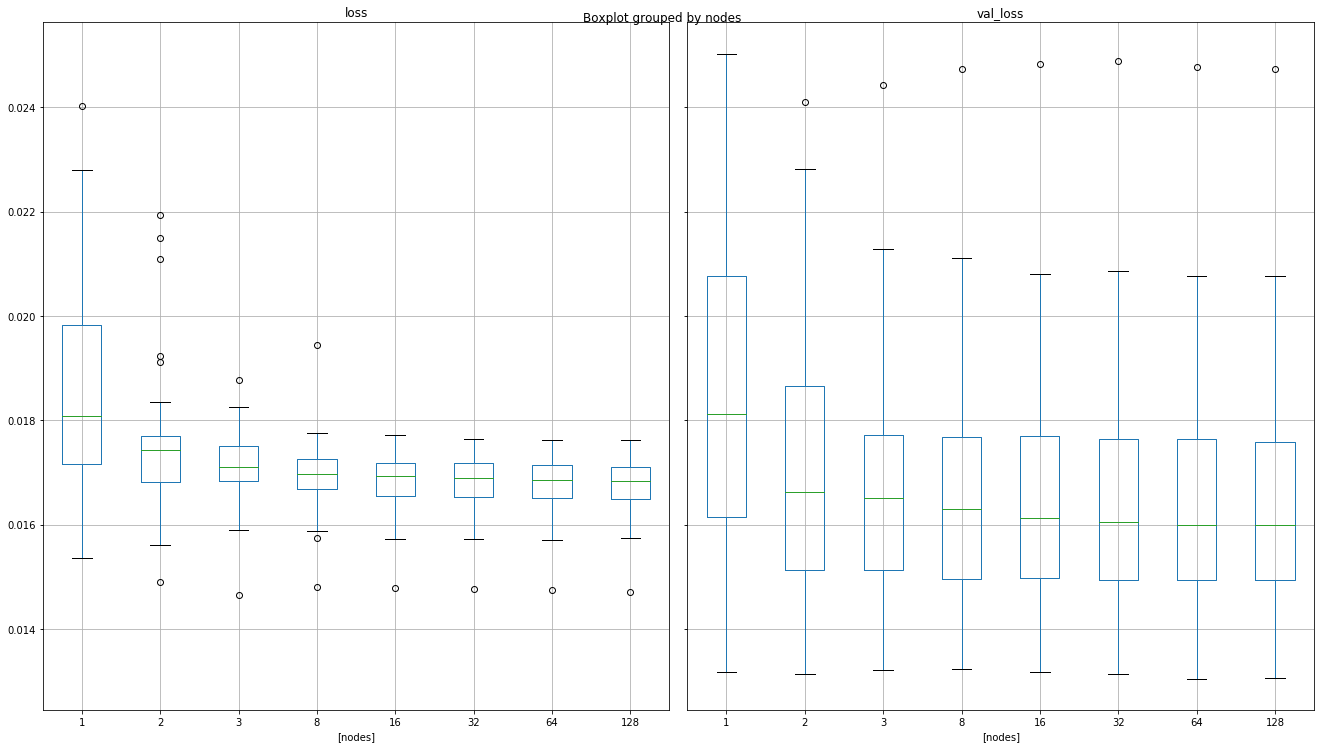 Boxplot grouped by nodes
loss
0.024
0.022
0.020
0.018
0.016
0.014
1 2 3 8 16 32 64 128
[nodes]
val_loss
1 2 3 8 16 32 64 128
[nodes]